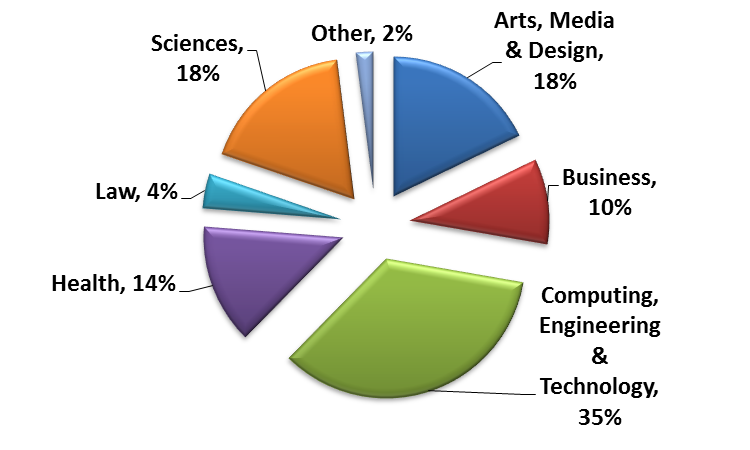 Other, 2%
Arts, Media
& Design,
18%
Business,
10%
Computing,
Engineering
&
Technology,
35%
Health, 14%
Law, 4%
Sciences,
18%